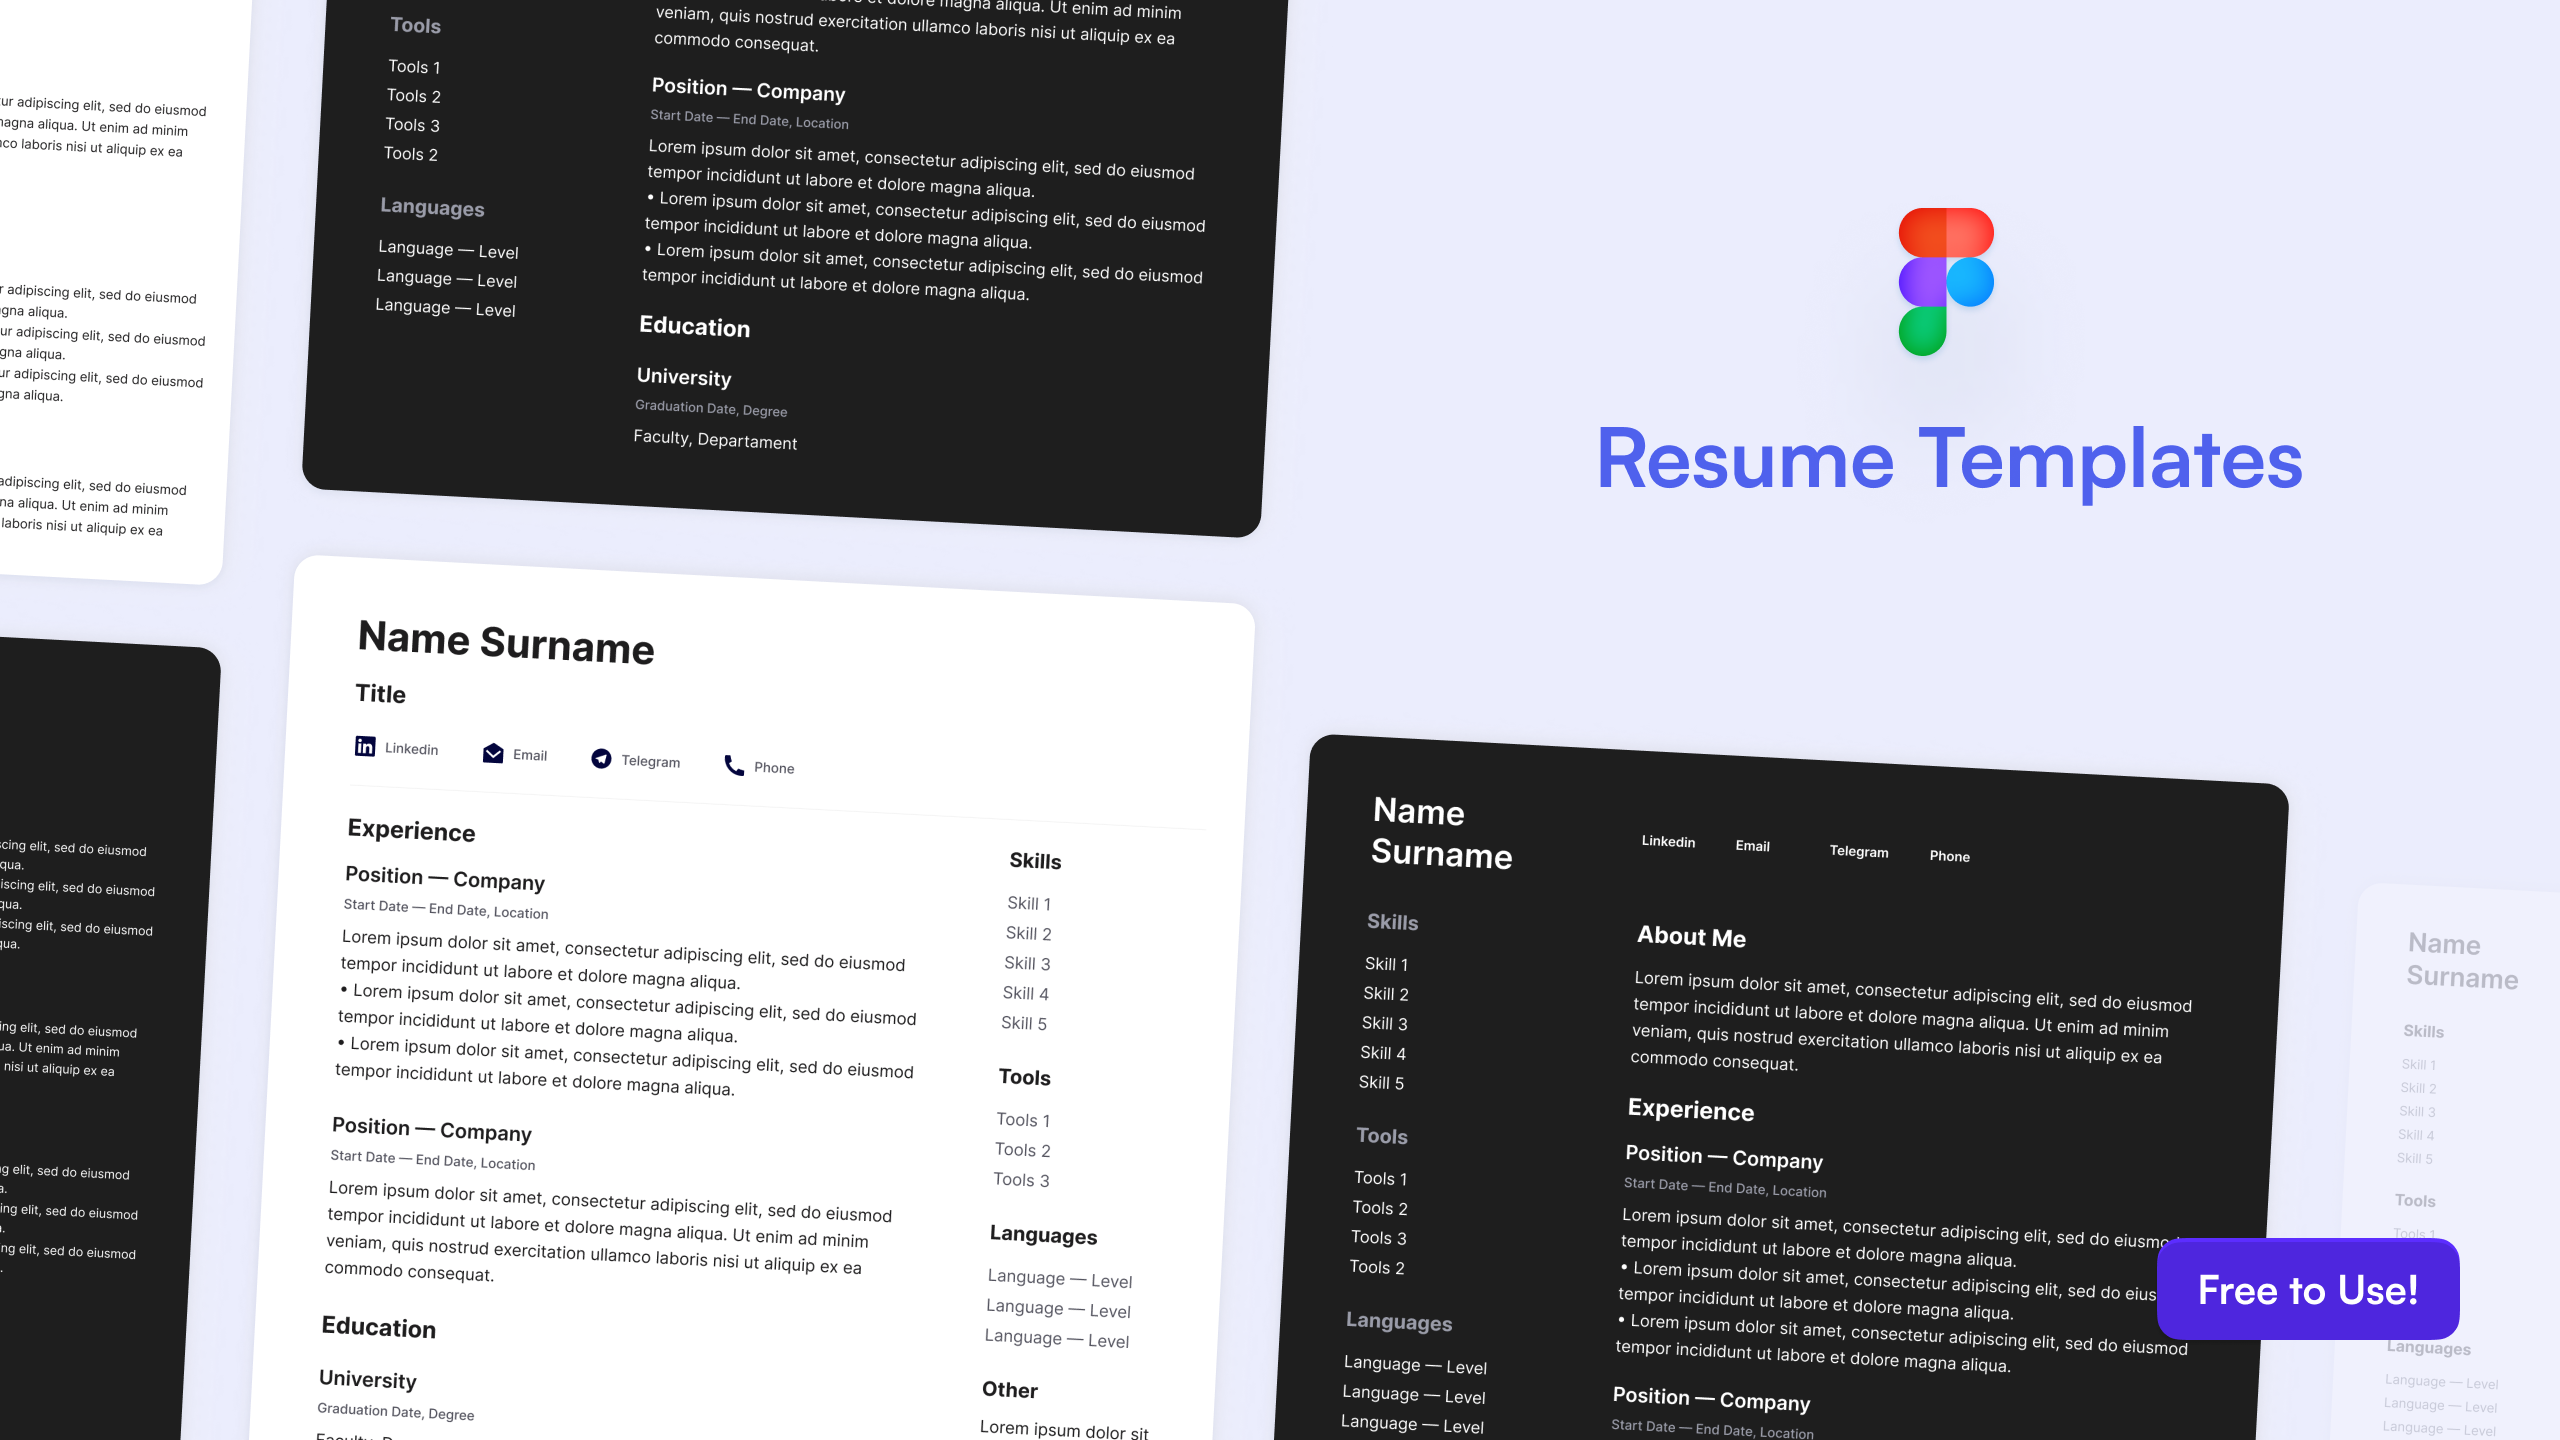 ur adipiscing elit, sed do eiusmod
magna aliqua. Ut enim ad minim
co laboris nisi ut aliquip ex ea
r adipiscing elit, sed do eiusmod
gna aliqua.
ur adipiscing elit, sed do eiusmod
gna aliqua.
ur adipiscing elit, sed do eiusmod
gna aliqua.
adipiscing elit, sed do eiusmod
na aliqua. Ut enim ad minim
laboris nisi ut aliquip ex ea
cing elit, sed do eiusmod
qua.
iscing elit, sed do eiusmod
qua.
iscing elit, sed do eiusmod
qua.
ng elit, sed do eiusmod
ua. Ut enim ad minim
nisi ut aliquip ex ea
g elit, sed do eiusmod
a.
ing elit, sed do eiusmod
ng elit, sed do eiusmod
Tools
Tools 1
Tools 2
Tools 3
Tools 2
Languages
Language — Level
Language — Level
Language — Level
et dolore magna aliqua. Ut enim ad minim
veniam, quis nostrud exercitation ullamco laboris nisi ut aliquip ex ea
commodo consequat.
Position — Company
Start Date — End Date, Location
Lorem ipsum dolor sit amet, consectetur adipiscing elit, sed do eiusmod
tempor incididunt ut labore et dolore magna aliqua.
• Lorem ipsum dolor sit amet, consectetur adipiscing elit, sed do eiusmod
tempor incididunt ut labore et dolore magna aliqua.
• Lorem ipsum dolor sit amet, consectetur adipiscing elit, sed do eiusmod
tempor incididunt ut labore et dolore magna aliqua.
Education
University
Graduation Date, Degree
Faculty, Departament
Resume Templates
Name Surname
Title
Linkedin
Email
Telegram
Phone
Experience
Position — Company
Start Date — End Date, Location
Lorem ipsum dolor sit amet, consectetur adipiscing elit, sed do eiusmod
tempor incididunt ut labore et dolore magna aliqua.
• Lorem ipsum dolor sit amet, consectetur adipiscing elit, sed do eiusmod
tempor incididunt ut labore et dolore magna aliqua.
• Lorem ipsum dolor sit amet, consectetur adipiscing elit, sed do eiusmod
tempor incididunt ut labore et dolore magna aliqua.
Position — Company
Start Date — End Date, Location
Lorem ipsum dolor sit amet, consectetur adipiscing elit, sed do eiusmod
tempor incididunt ut labore et dolore magna aliqua. Ut enim ad minim
veniam, quis nostrud exercitation ullamco laboris nisi ut aliquip ex ea
commodo consequat.
Education
University
Graduation Date, Degree
Skills
Skill 1
Skill 2
Skill 3
Skill 4
Skill 5
Tools
Tools 1
Tools 2
Tools 3
Languages
Language — Level
Language — Level
Language — Level
Other
Lorem ipsum dolor sit
Name
Surname
Linkedin
Email
Telegram
Phone
Skills
Skill 1
Skill 2
Skill 3
Skill 4
Skill 5
Tools
Tools 1
Tools 2
Tools 3
Tools 2
Languages
Language — Level
Language — Level
Language — Level
About Me
Lorem ipsum dolor sit amet, consectetur adipiscing elit, sed do eiusmod
tempor incididunt ut labore et dolore magna aliqua. Ut enim ad minim
veniam, quis nostrud exercitation ullamco laboris nisi ut aliquip ex ea
commodo consequat.
Experience
Position — Company
Start Date — End Date, Location
Lorem ipsum dolor sit amet, consectetur adipiscing elit, sed do eiusmo
tempor incididunt ut labore et dolore magna aliqua.
• Lorem ipsum dolor sit amet, consectetur adipiscing elit, sed do eius
tempor incididunt ut labore et dolore magna aliqua.
• Lorem ipsum dolor sit amet, consectetur adipiscing elit, sed do eiusmod
tempor incididunt ut labore et dolore magna aliqua.
Position — Company
Start Date — End Date, Location
Name
Surname
Skills
Skill 1
Skill 2
Skill 3
Skill 4
Skill 5
Tools
Tools 1
Free to Use!
Languages
Language — Level
Language — Level
Language — Level